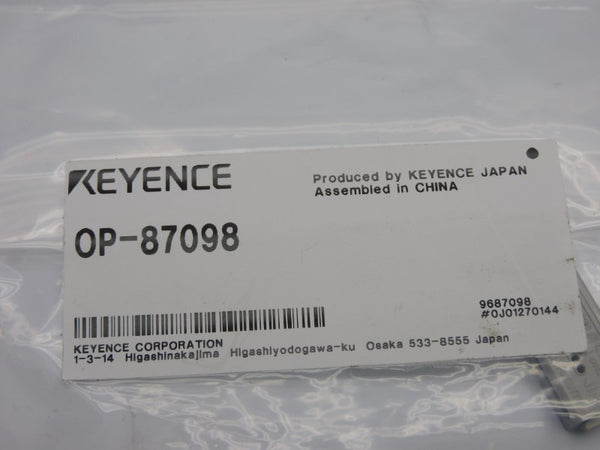 KEYENCE
Produced by KEYENCE JAPAN
Assembled in CHINA
OP-87098
9687098
#0J01270144
KEYENCE CORPORATION
1-3-14 Higashinakajima Higashiyodogawa-ku Osaka 533-8555 Japan